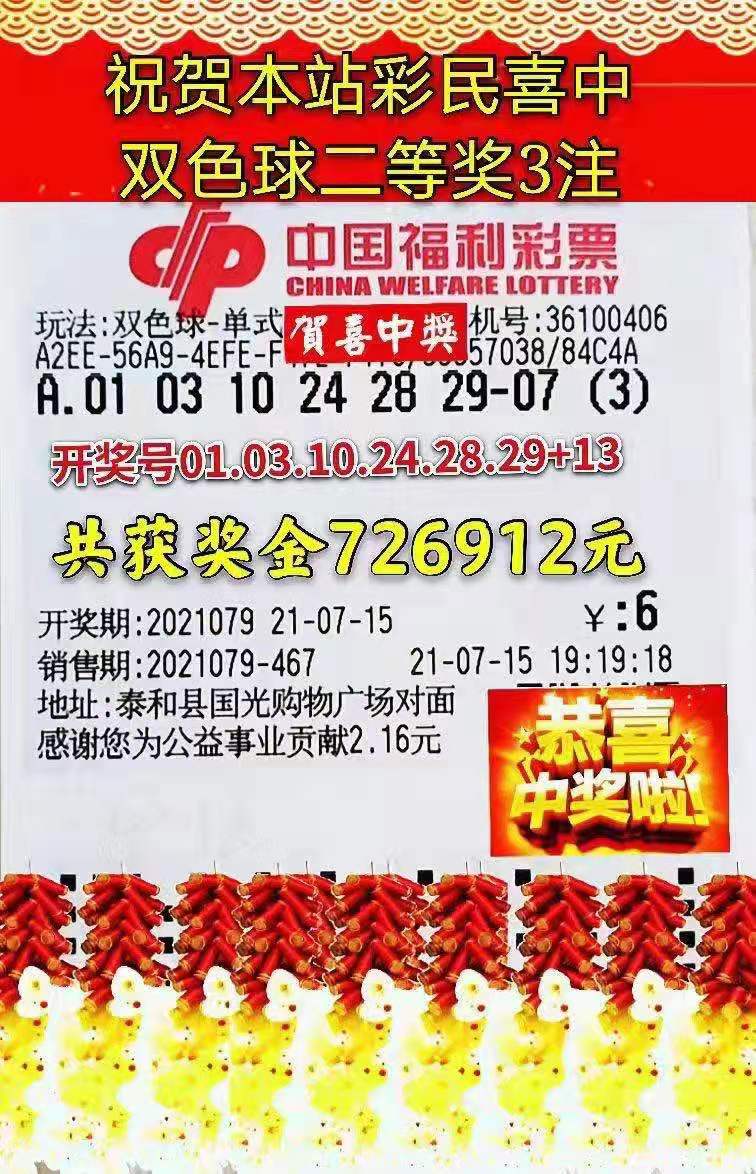 祝贺本站彩民喜中
双色球二等奖3注
中国福利彩票
CHINA WELFARE LOTTERY
玩法:双色球-单式 賀喜中獎 机号:36100406
A2EE-56A9-4EFE-F 57038/84C4A
A.01 03 10 24 28 29-07 (3)
开奖号01.03.10.24.28.29+13
共获奖金726912元
开奖期:2021079 21-07-15 ￥:6
销售期:2021079-467 21-07-15 19:19:18
地址:泰和县国光购物广场对面
感谢您为公益事业贡献2.16元
恭喜
中奖啦!